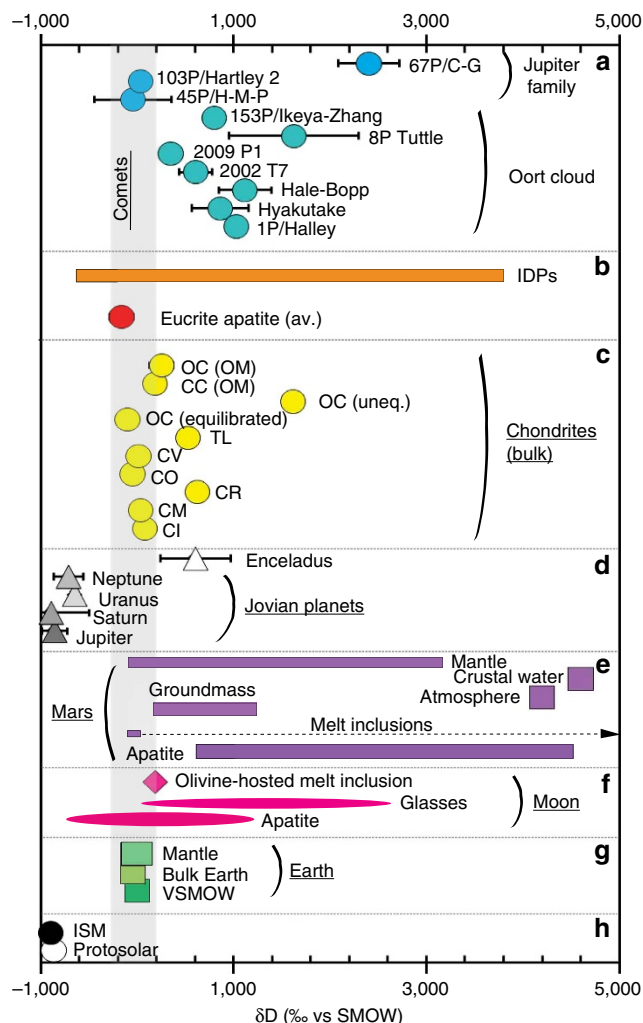 −1,000 1,000 3,000 5,000
a
67P/C-G
Jupiter
family
103P/Hartley 2
45P/H-M-P
153P/Ikeya-Zhang
8P Tuttle
2009 P1
2002 T7
Hale-Bopp
Hyakutake
1P/Halley
Oort cloud
Comets
b
IDPs
Eucrite apatite (av.)
c
OC (OM)
CC (OM)
OC (uneq.)
OC (equilibrated)
TL
CV
CO
CR
CM
CI
Chondrites
(bulk)
d
Enceladus
Neptune
Uranus
Saturn
Jupiter
Jovian planets
e
Mantle
Crustal water
Atmosphere
Groundmass
Mars
Melt inclusions
Apatite
f
Olivine-hosted melt inclusion
Glasses
Apatite
Moon
g
Mantle
Bulk Earth
VSMOW
Earth
h
ISM
Protosolar
−1,000 1,000 3,000 5,000
δD (‰ vs SMOW)